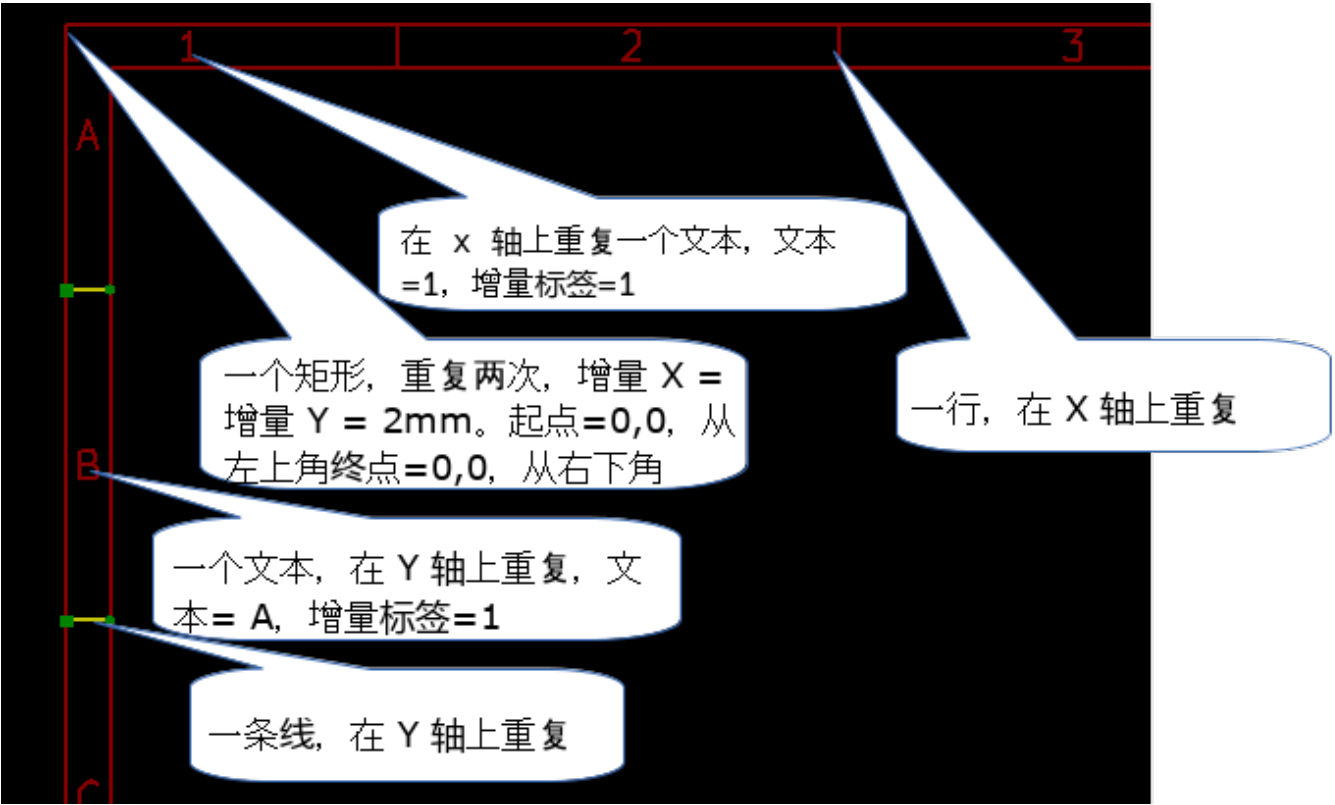 1
2
3
A
在 x 轴上重复一个文本，文本
=1，增量标签=1
一个矩形，重复两次，增量 X =
增量 Y = 2mm。起点=0,0，从
左上角终点=0,0，从右下角
一行，在 X 轴上重复
B
一个文本，在 Y 轴上重复，文
本= A，增量标签=1
一条线，在 Y 轴上重复
C